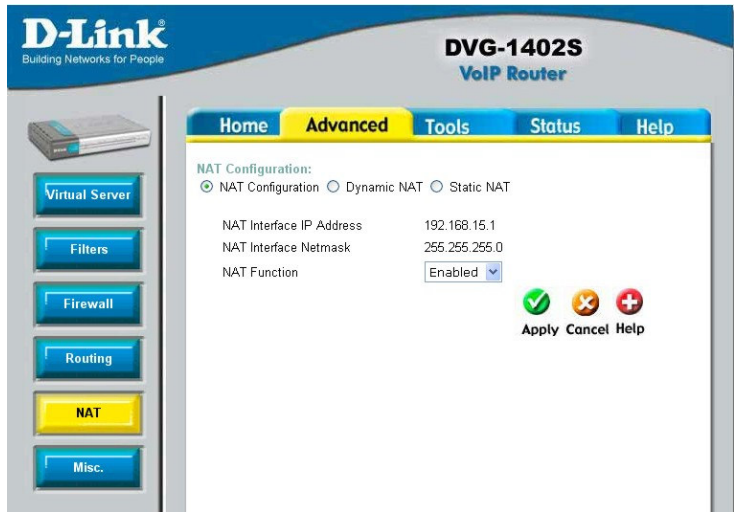 D-Link
Building Networks for People
DVG-1402S
VoIP Router
Home Advanced Tools Status Help
Virtual Server
Filters
Firewall
Routing
NAT
Misc.
NAT Configuration:
NAT Configuration Dynamic NAT Static NAT
NAT Interface IP Address 192.168.15.1
NAT Interface Netmask 255.255.255.0
NAT Function Enabled
Apply Cancel Help